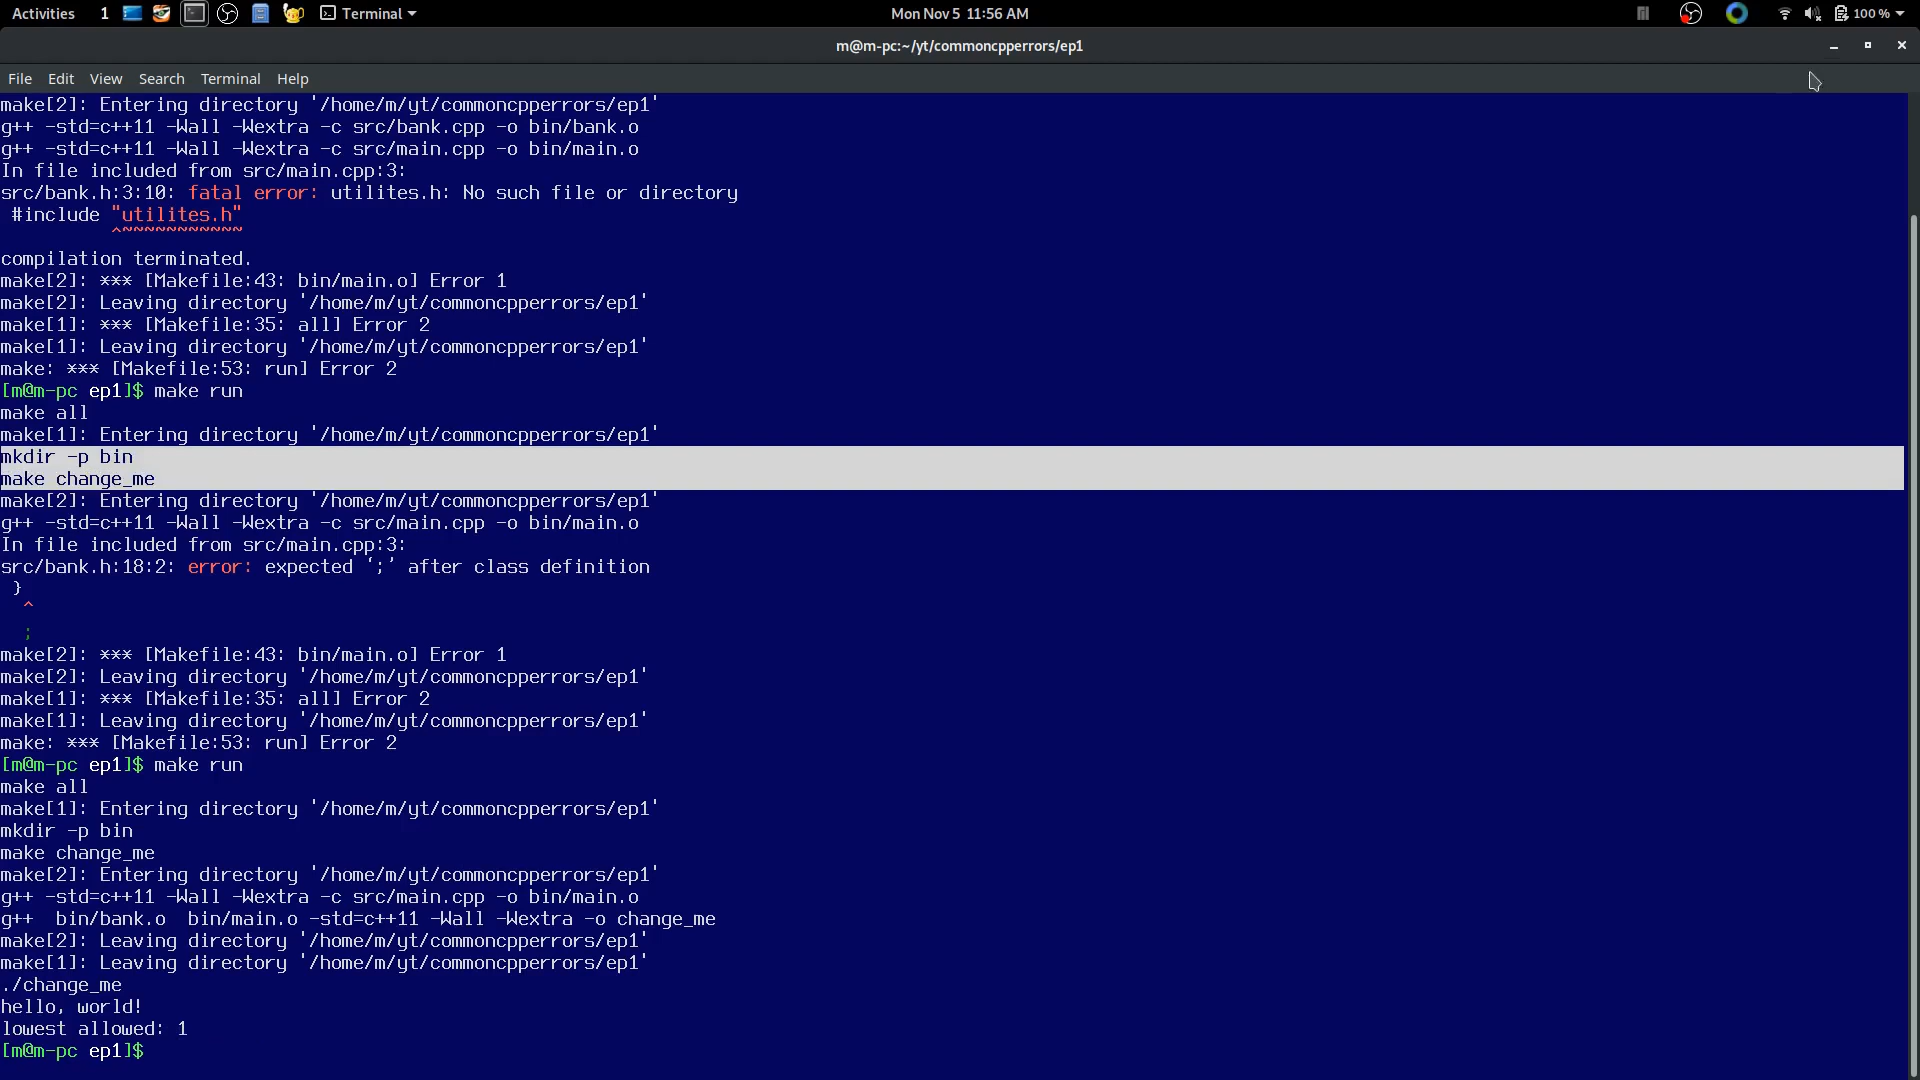 Activities 1 Terminal Mon Nov 5 11:56 AM 100 %
m@m-pc:~/yt/commoncpperrors/ep1
File Edit View Search Terminal Help
make[2]: Entering directory '/home/m/yt/commoncpperrors/ep1'
g++ -std=c++11 -Wall -Wextra -c src/bank.cpp -o bin/bank.o
g++ -std=c++11 -Wall -Wextra -c src/main.cpp -o bin/main.o
In file included from src/main.cpp:3:
src/bank.h:3:10: fatal error: utilites.h: No such file or directory
 #include "utilites.h"
          ^~~~~~~~~~~~
compilation terminated.
make[2]: *** [Makefile:43: bin/main.o] Error 1
make[2]: Leaving directory '/home/m/yt/commoncpperrors/ep1'
make[1]: *** [Makefile:35: all] Error 2
make[1]: Leaving directory '/home/m/yt/commoncpperrors/ep1'
make: *** [Makefile:53: run] Error 2
[m@m-pc ep1]$ make run
make all
make[1]: Entering directory '/home/m/yt/commoncpperrors/ep1'
mkdir -p bin
make change_me
make[2]: Entering directory '/home/m/yt/commoncpperrors/ep1'
g++ -std=c++11 -Wall -Wextra -c src/main.cpp -o bin/main.o
In file included from src/main.cpp:3:
src/bank.h:18:2: error: expected ‘;’ after class definition
 }
  ^
  ;
make[2]: *** [Makefile:43: bin/main.o] Error 1
make[2]: Leaving directory '/home/m/yt/commoncpperrors/ep1'
make[1]: *** [Makefile:35: all] Error 2
make[1]: Leaving directory '/home/m/yt/commoncpperrors/ep1'
make: *** [Makefile:53: run] Error 2
[m@m-pc ep1]$ make run
make all
make[1]: Entering directory '/home/m/yt/commoncpperrors/ep1'
mkdir -p bin
make change_me
make[2]: Entering directory '/home/m/yt/commoncpperrors/ep1'
g++ -std=c++11 -Wall -Wextra -c src/main.cpp -o bin/main.o
g++  bin/bank.o  bin/main.o -std=c++11 -Wall -Wextra -o change_me
make[2]: Leaving directory '/home/m/yt/commoncpperrors/ep1'
make[1]: Leaving directory '/home/m/yt/commoncpperrors/ep1'
./change_me
hello, world!
lowest allowed: 1
[m@m-pc ep1]$